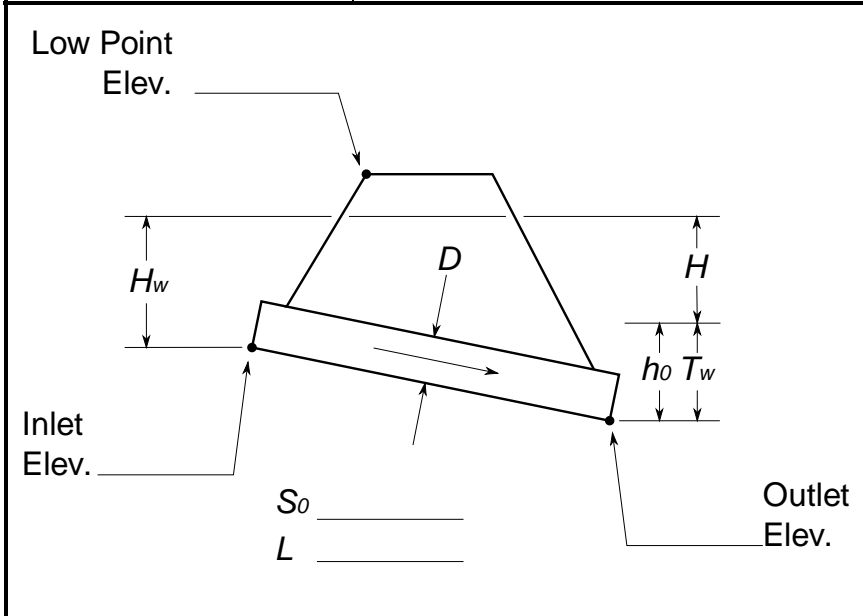 Low Point
Elev.
Hw
D
H
h0 Tw
Inlet
Elev.
S0
L
Outlet
Elev.